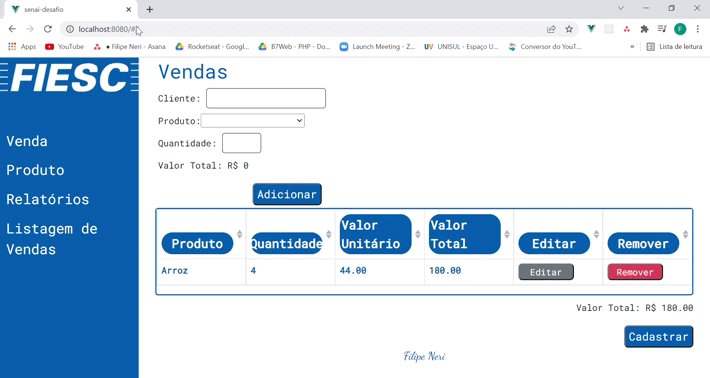 senai-desafio
localhost:8080/#/
Apps
YouTube
Filipe Neri - Asana
Rocketseat - Googl...
B7Web - PHP - Do...
Launch Meeting - Z...
UNISUL - Espaço U...
Conversor do YouT...
»
Lista de leitura
FIESC
Venda
Produto
Relatórios
Listagem de
Vendas
Vendas
Cliente:
Produto:
Quantidade:
Valor Total: R$ 0
Adicionar
Produto Quantidade Valor Unitário Valor Total Editar Remover
Arroz 4 44.00 180.00 Editar Remover
Valor Total: R$ 180.00
Cadastrar
Filipe Neri